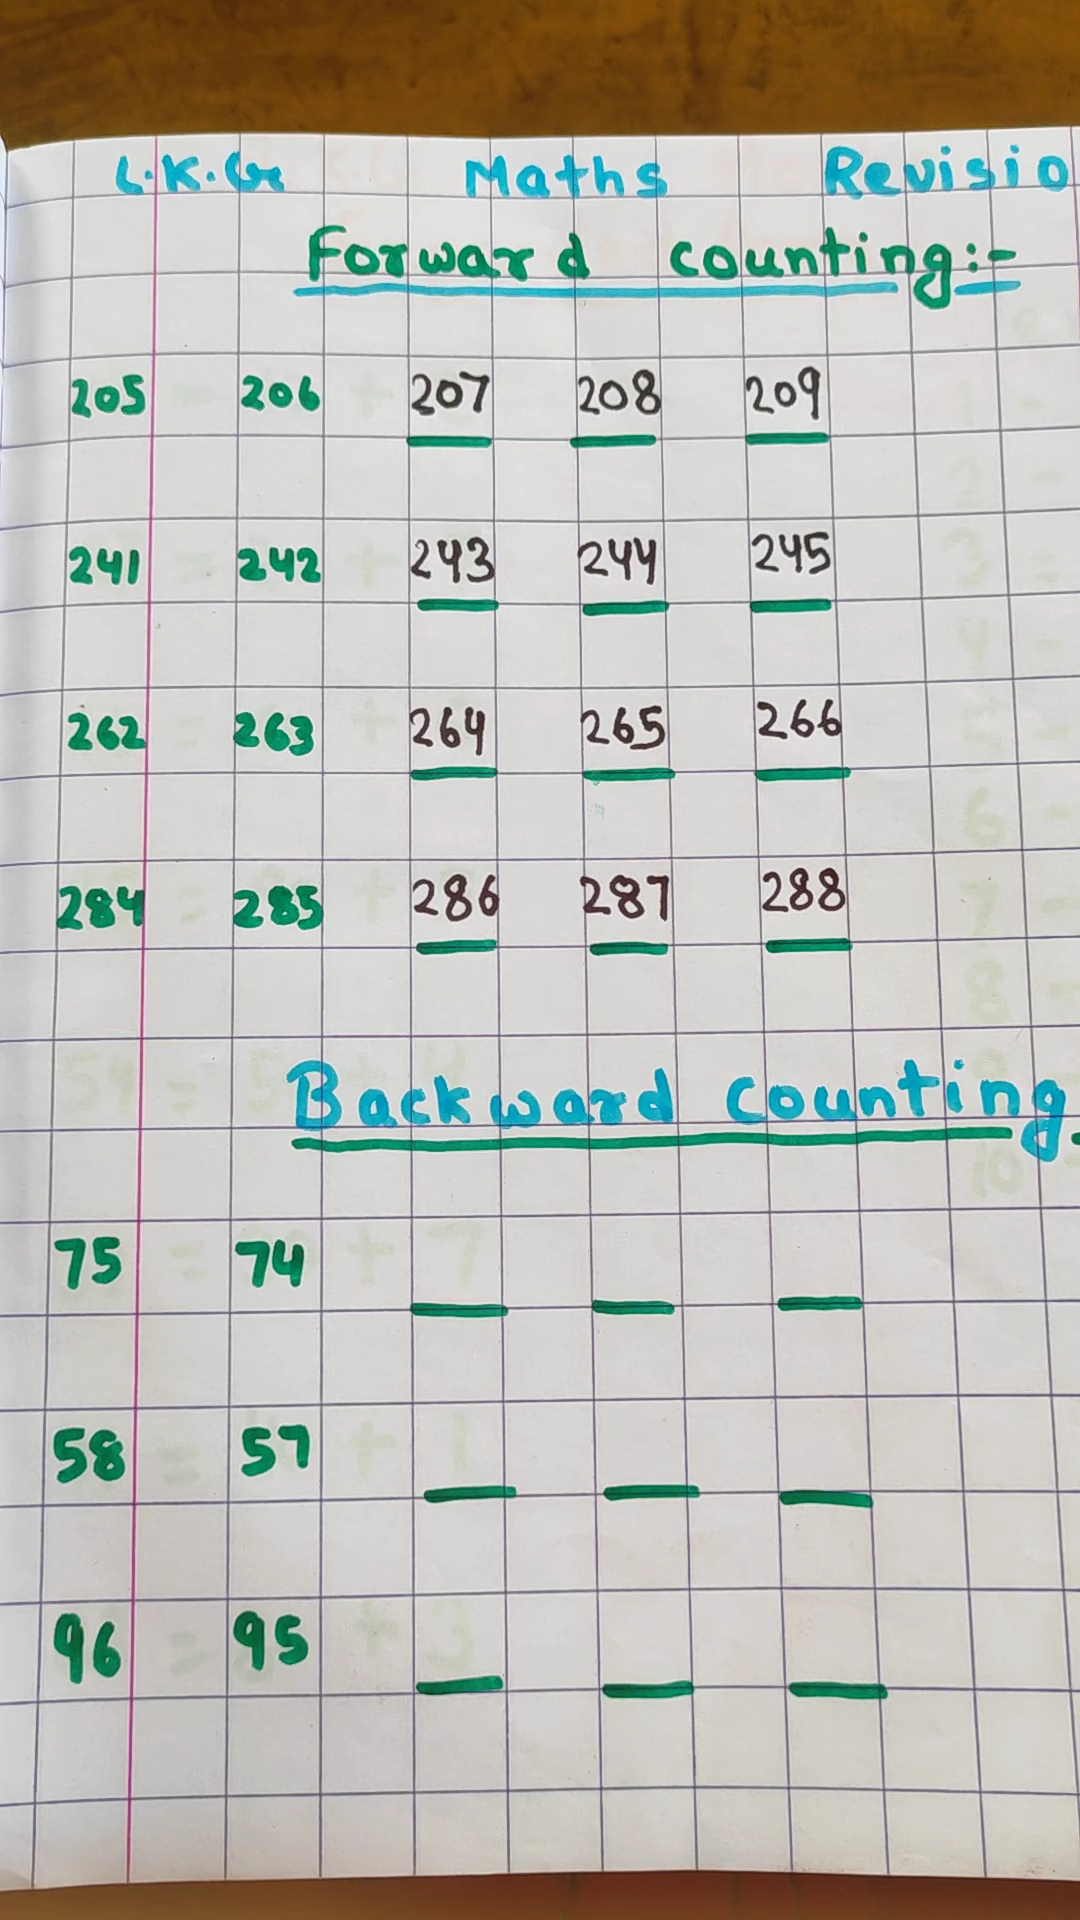 L.K.G Maths Revisio
Forward counting:-
205 206 207 208 209
241 242 243 244 245
262 263 264 265 266
284 285 286 287 288
Backward counting
75 74
58 57
96 95